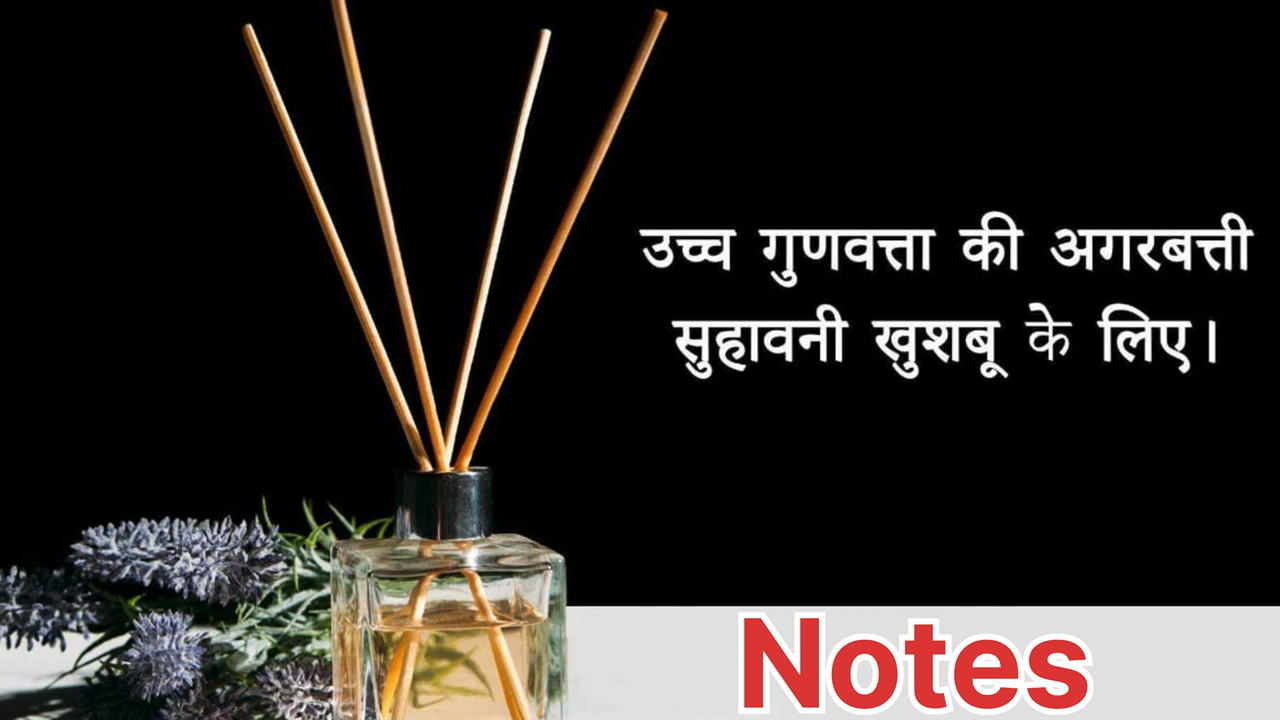 उच्च गुणवत्ता की अगरबत्ती
सुहावनी खुशबू के लिए।
Notes